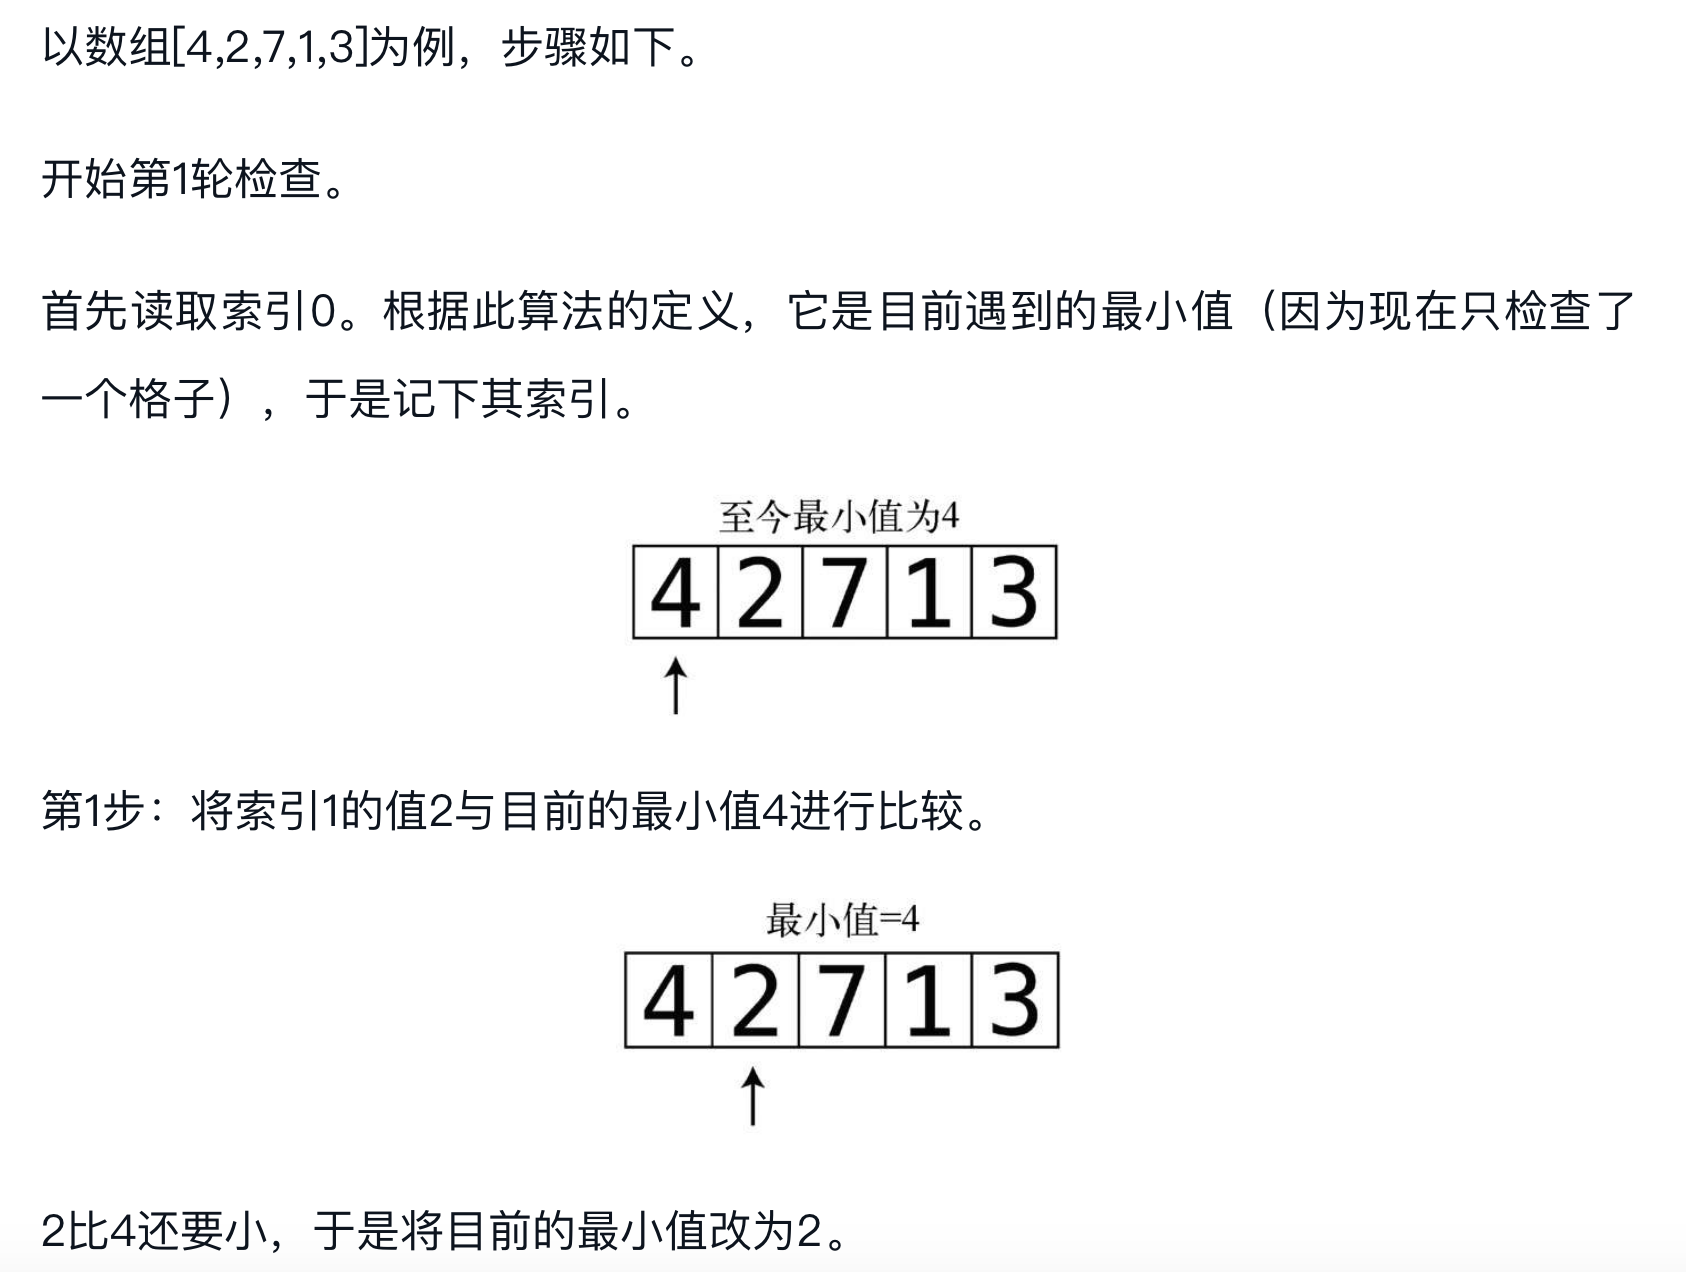 以数组[4,2,7,1,3]为例，步骤如下。
开始第1轮检查。
首先读取索引0。根据此算法的定义，它是目前遇到的最小值（因为现在只检查了
一个格子），于是记下其索引。
至今最小值为4
4 2 7 1 3
第1步：将索引1的值2与目前的最小值4进行比较。
最小值=4
4 2 7 1 3
2比4还要小，于是将目前的最小值改为2。